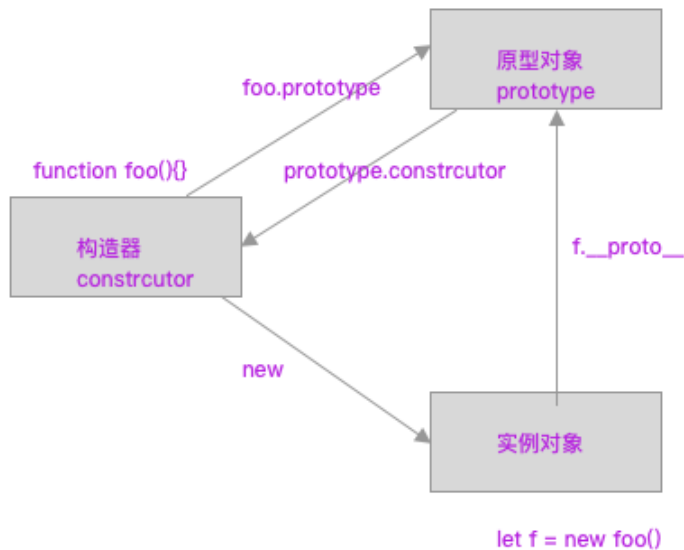 原型对象
prototype
foo.prototype
function foo(){}
prototype.constrcutor
构造器
constrcutor
f.__proto__
new
实例对象
let f = new foo()